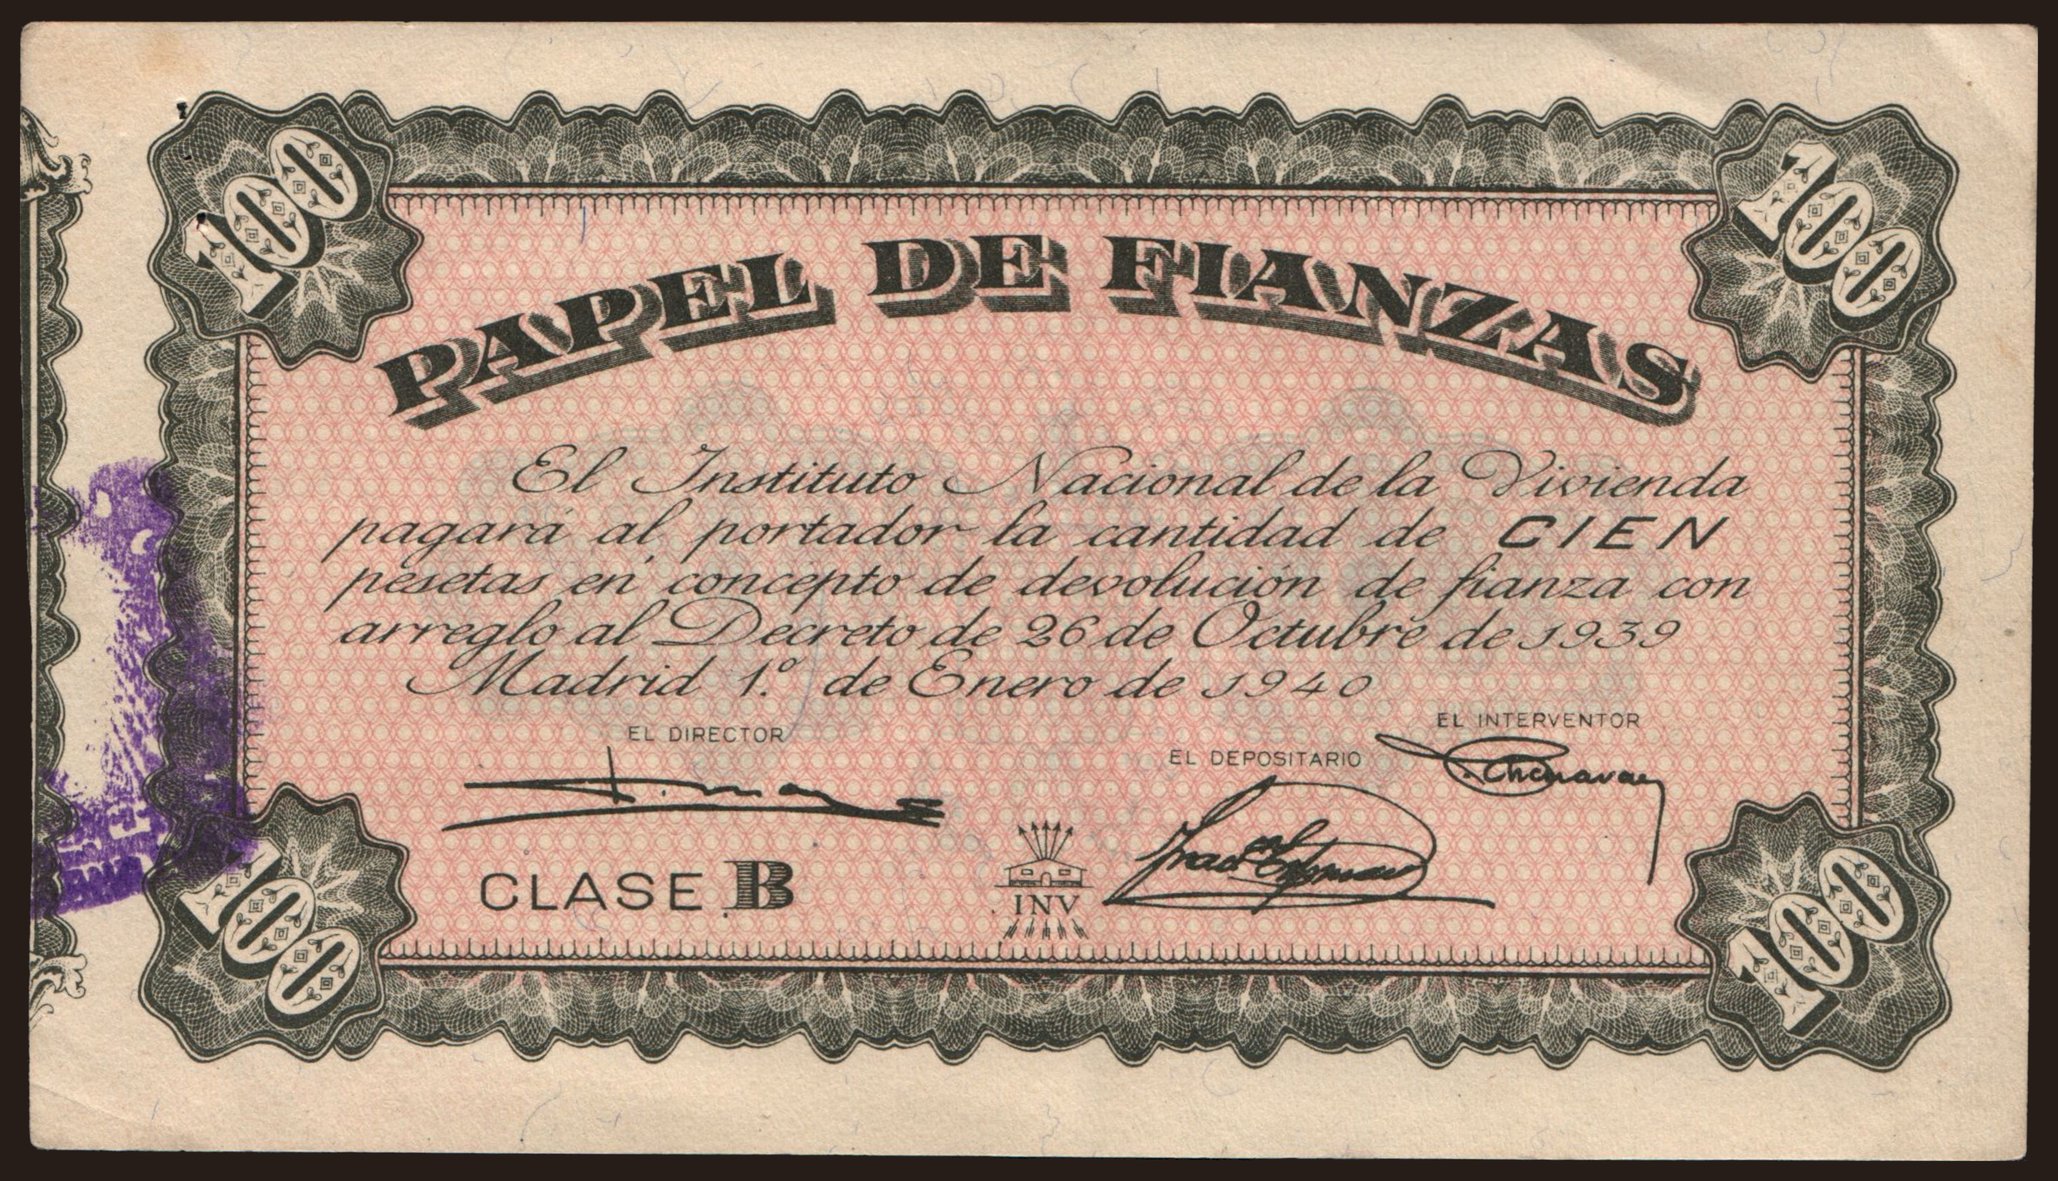 100
100
PAPEL DE FIANZAS
El Instituto Nacional de la Vivienda
pagará al portador la cantidad de CIEN
pesetas en concepto de devolución de fianza con
arreglo al Decreto de 26 de Octubre de 1939
Madrid 1.º de Enero de 1940
EL DIRECTOR
EL INTERVENTOR
EL DEPOSITARIO
CLASE B
INV
100
100